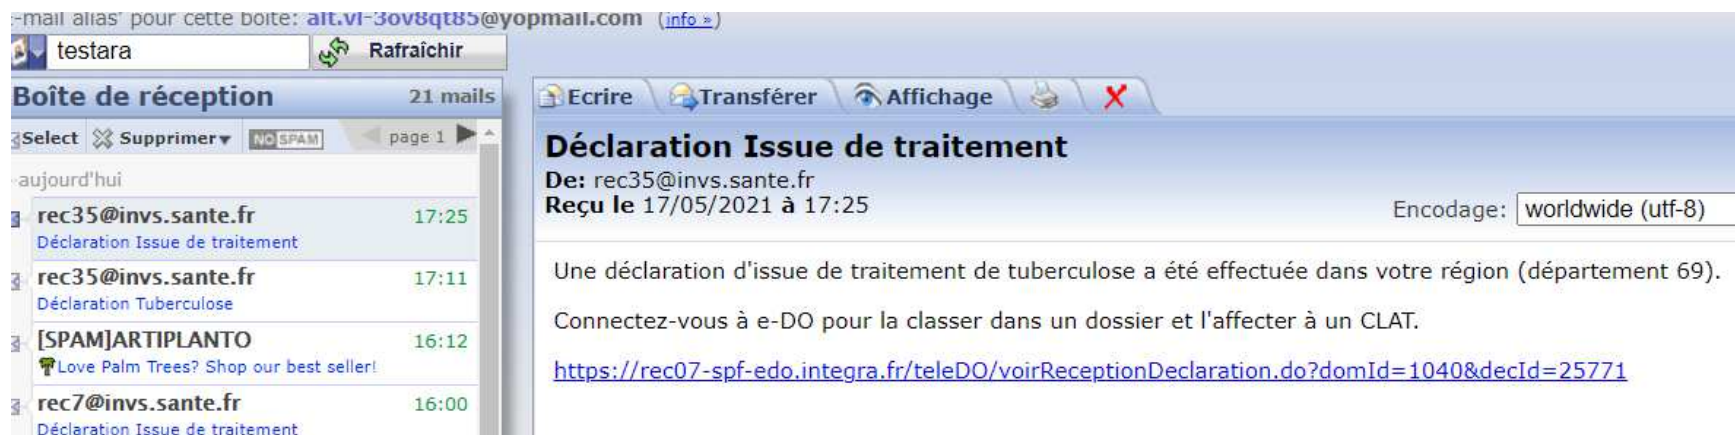 e-mail alias' pour cette boîte: alt.vl-3ov8qt85@yopmail.com (info »)
testara Rafraîchir
Boîte de réception 21 mails
Select Supprimer NO SPAM page 1
aujourd'hui
rec35@invs.sante.fr 17:25
Déclaration Issue de traitement
rec35@invs.sante.fr 17:11
Déclaration Tuberculose
[SPAM]ARTIPLANTO 16:12
🌴Love Palm Trees? Shop our best seller!
rec7@invs.sante.fr 16:00
Déclaration Issue de traitement
Ecrire Transférer Affichage
Déclaration Issue de traitement
De: rec35@invs.sante.fr
Reçu le 17/05/2021 à 17:25
Encodage: worldwide (utf-8)
Une déclaration d'issue de traitement de tuberculose a été effectuée dans votre région (département 69).
Connectez-vous à e-DO pour la classer dans un dossier et l'affecter à un CLAT.
https://rec07-spf-edo.integra.fr/teleDO/voirReceptionDeclaration.do?domId=1040&decId=25771